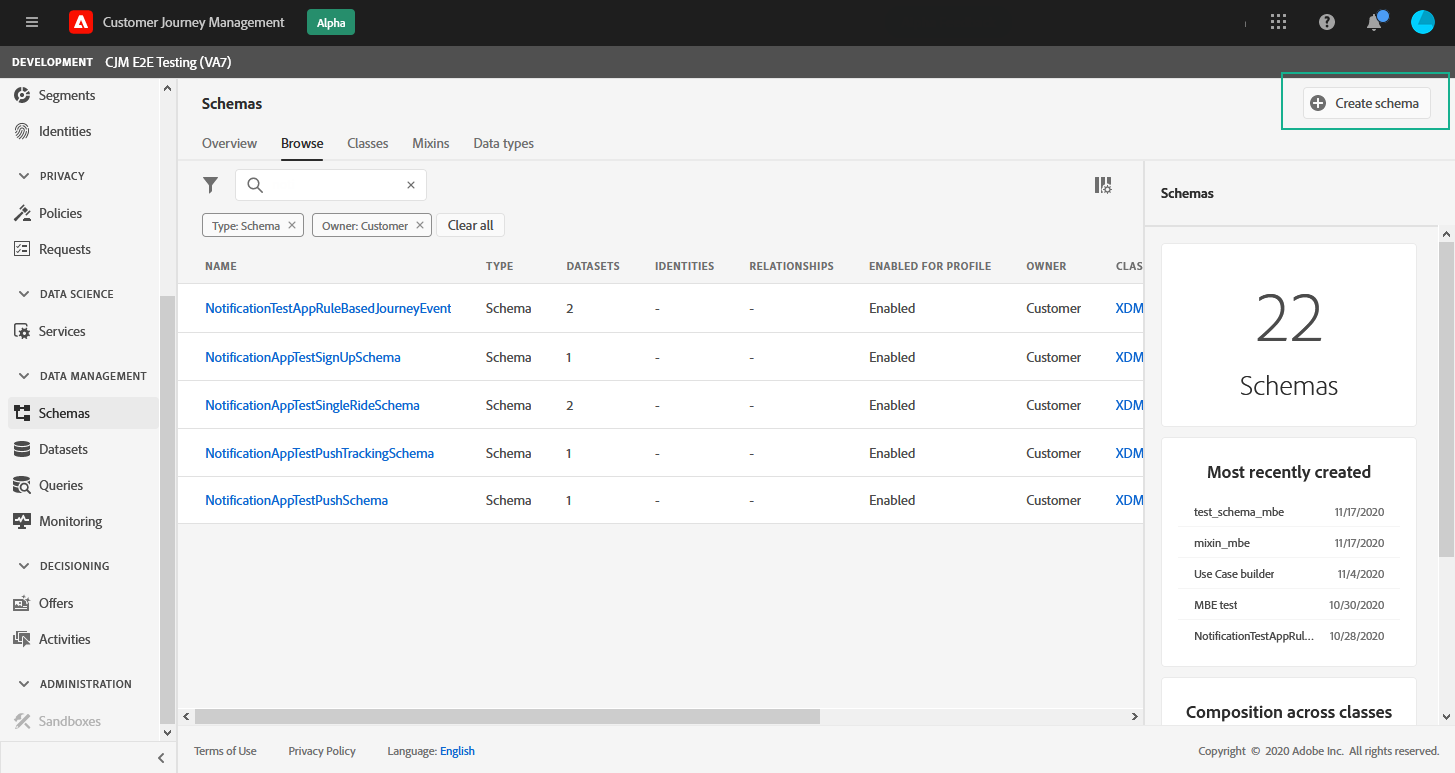 Customer Journey Management Alpha
DEVELOPMENT CJM E2E Testing (VA7)
Segments
Identities
PRIVACY
Policies
Requests
DATA SCIENCE
Services
DATA MANAGEMENT
Schemas
Datasets
Queries
Monitoring
DECISIONING
Offers
Activities
ADMINISTRATION
Sandboxes
Schemas
Create schema
Overview Browse Classes Mixins Data types
Type: Schema Owner: Customer Clear all
NAME TYPE DATASETS IDENTITIES RELATIONSHIPS ENABLED FOR PROFILE OWNER CLAS
NotificationTestAppRuleBasedJourneyEvent Schema 2 - - Enabled Customer XDM
NotificationAppTestSignUpSchema Schema 1 - - Enabled Customer XDM
NotificationAppTestSingleRideSchema Schema 2 - - Enabled Customer XDM
NotificationAppTestPushTrackingSchema Schema 1 - - Enabled Customer XDM
NotificationAppTestPushSchema Schema 1 - - Enabled Customer XDM
Schemas
22
Schemas
Most recently created
test_schema_mbe 11/17/2020
mixin_mbe 11/17/2020
Use Case builder 11/4/2020
MBE test 10/30/2020
NotificationTestAppRul... 10/28/2020
Composition across classes
Terms of Use Privacy Policy Language: English Copyright © 2020 Adobe Inc. All rights reserved.